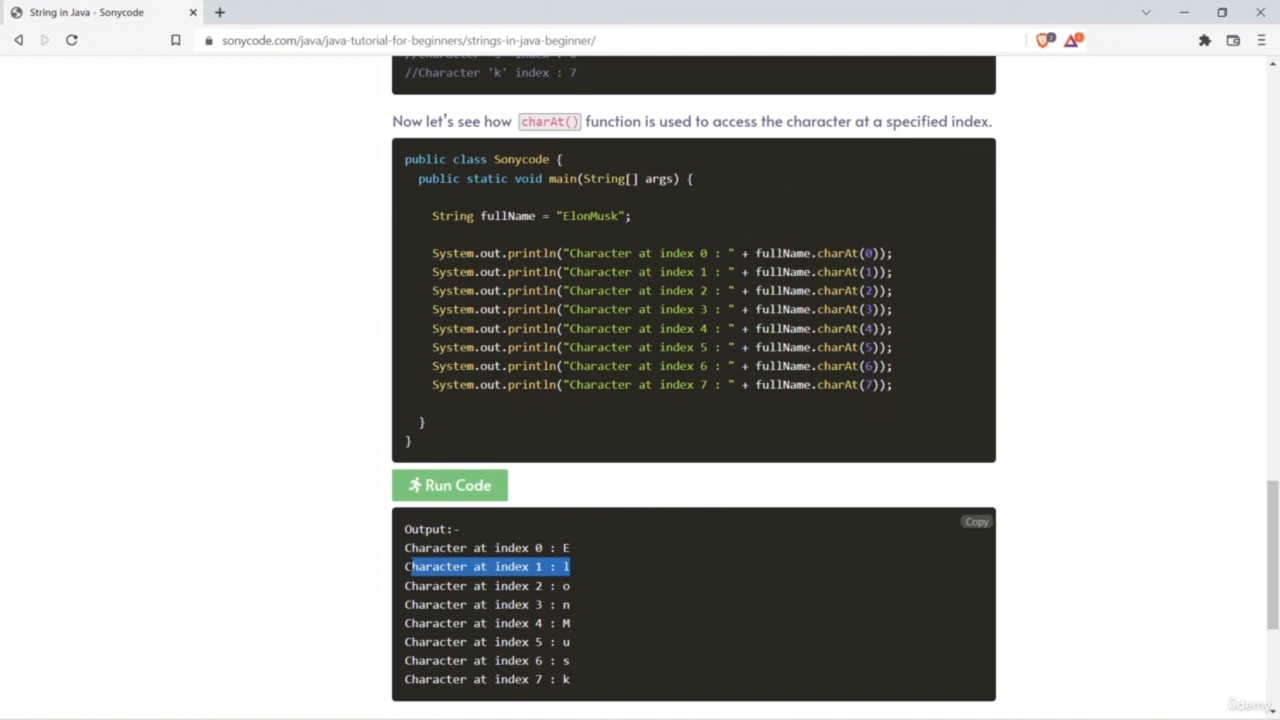 String in Java - Sonycode
sonycode.com/java/java-tutorial-for-beginners/strings-in-java-beginner/
//Character 'k' index : 7
Now let's see how charAt() function is used to access the character at a specified index.
public class Sonycode {
public static void main(String[] args) {
String fullName = "ElonMusk";
System.out.println("Character at index 0 : " + fullName.charAt(0));
System.out.println("Character at index 1 : " + fullName.charAt(1));
System.out.println("Character at index 2 : " + fullName.charAt(2));
System.out.println("Character at index 3 : " + fullName.charAt(3));
System.out.println("Character at index 4 : " + fullName.charAt(4));
System.out.println("Character at index 5 : " + fullName.charAt(5));
System.out.println("Character at index 6 : " + fullName.charAt(6));
System.out.println("Character at index 7 : " + fullName.charAt(7));
}
}
Run Code
Copy
Output:-
Character at index 0 : E
Character at index 1 : l
Character at index 2 : o
Character at index 3 : n
Character at index 4 : M
Character at index 5 : u
Character at index 6 : s
Character at index 7 : k
ûdemy